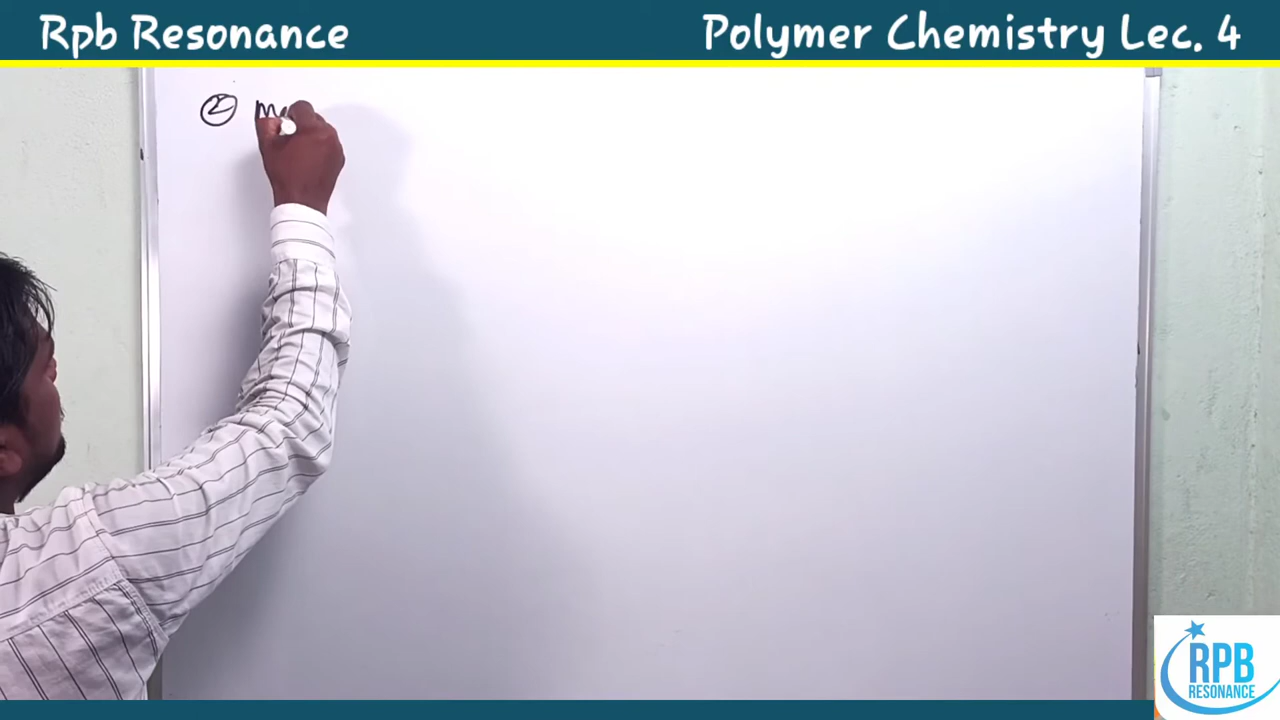 Rpb Resonance
Polymer Chemistry Lec. 4
②
RPB
RESONANCE